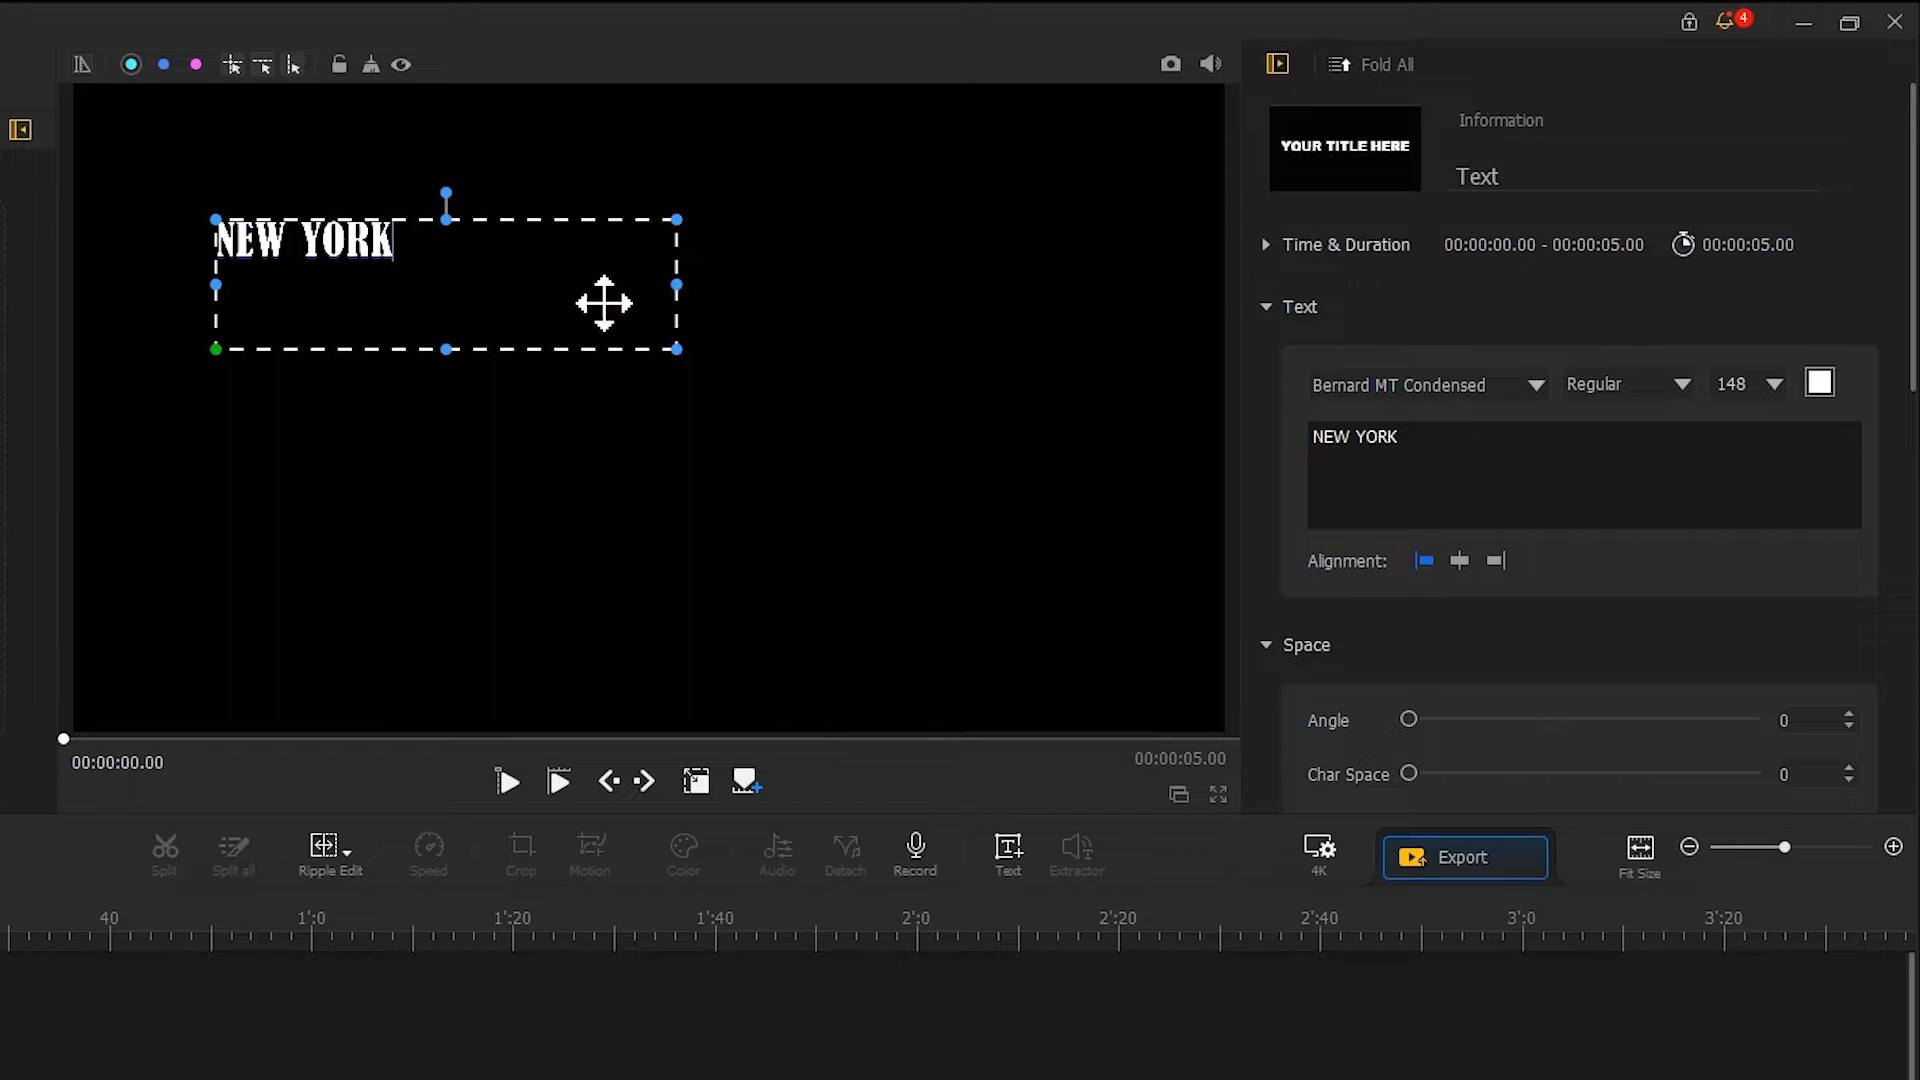 4
Fold All
YOUR TITLE HERE
Information
Text
NEW YORK
Time & Duration 00:00:00.00 - 00:00:05.00 00:00:05.00
Text
Bernard MT Condensed Regular 148
NEW YORK
Alignment:
Space
Angle 0
Char Space 0
00:00:00.00
00:00:05.00
Split Split all Ripple Edit Speed Crop Motion Color Audio Detach Record Text Extractor 4K Export Fit Size
40 1':0 1':20 1':40 2':0 2':20 2':40 3':0 3':20